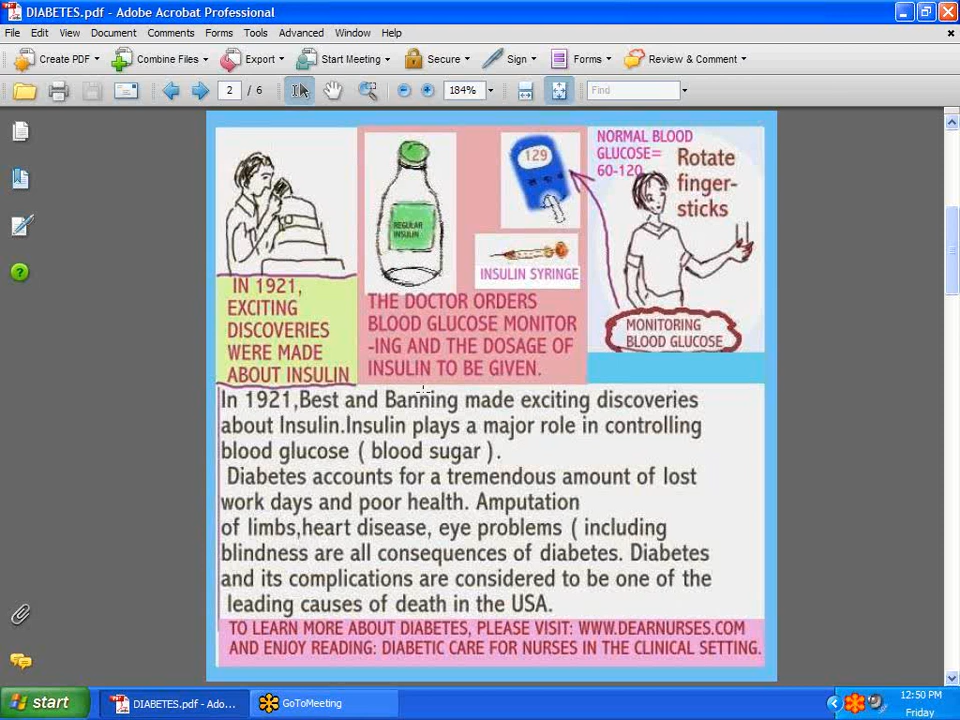 DIABETES.pdf - Adobe Acrobat Professional
File Edit View Document Comments Forms Tools Advanced Window Help
Create PDF Combine Files Export Start Meeting Secure Sign Forms Review & Comment
2 / 6 184% Find
129
NORMAL BLOOD
GLUCOSE=
60-120
Rotate
finger-
sticks
REGULAR
INSULIN
INSULIN SYRINGE
IN 1921,
EXCITING
DISCOVERIES
WERE MADE
ABOUT INSULIN
THE DOCTOR ORDERS
BLOOD GLUCOSE MONITOR
-ING AND THE DOSAGE OF
INSULIN TO BE GIVEN.
MONITORING
BLOOD GLUCOSE
In 1921,Best and Banning made exciting discoveries
about Insulin.Insulin plays a major role in controlling
blood glucose ( blood sugar ).
Diabetes accounts for a tremendous amount of lost
work days and poor health. Amputation
of limbs,heart disease, eye problems ( including
blindness are all consequences of diabetes. Diabetes
and its complications are considered to be one of the
leading causes of death in the USA.
TO LEARN MORE ABOUT DIABETES, PLEASE VISIT: WWW.DEARNURSES.COM
AND ENJOY READING: DIABETIC CARE FOR NURSES IN THE CLINICAL SETTING.
start DIABETES.pdf - Ado... GoToMeeting 12:50 PM
Friday